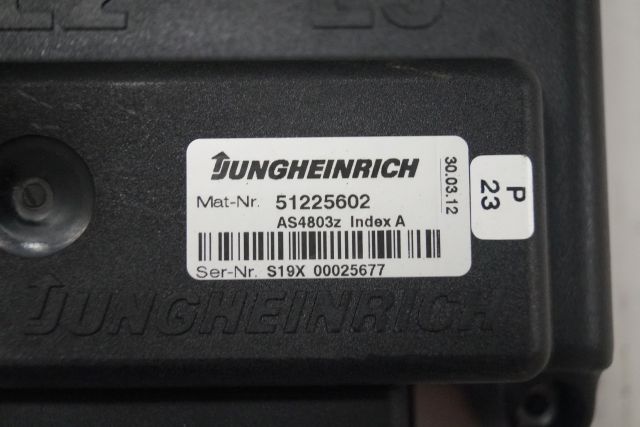 JUNGHEINRICH
Mat-Nr. 51225602
AS4803z Index A
Ser-Nr. S19X 00025677
30.03.12
P
23
JUNGHEINRICH